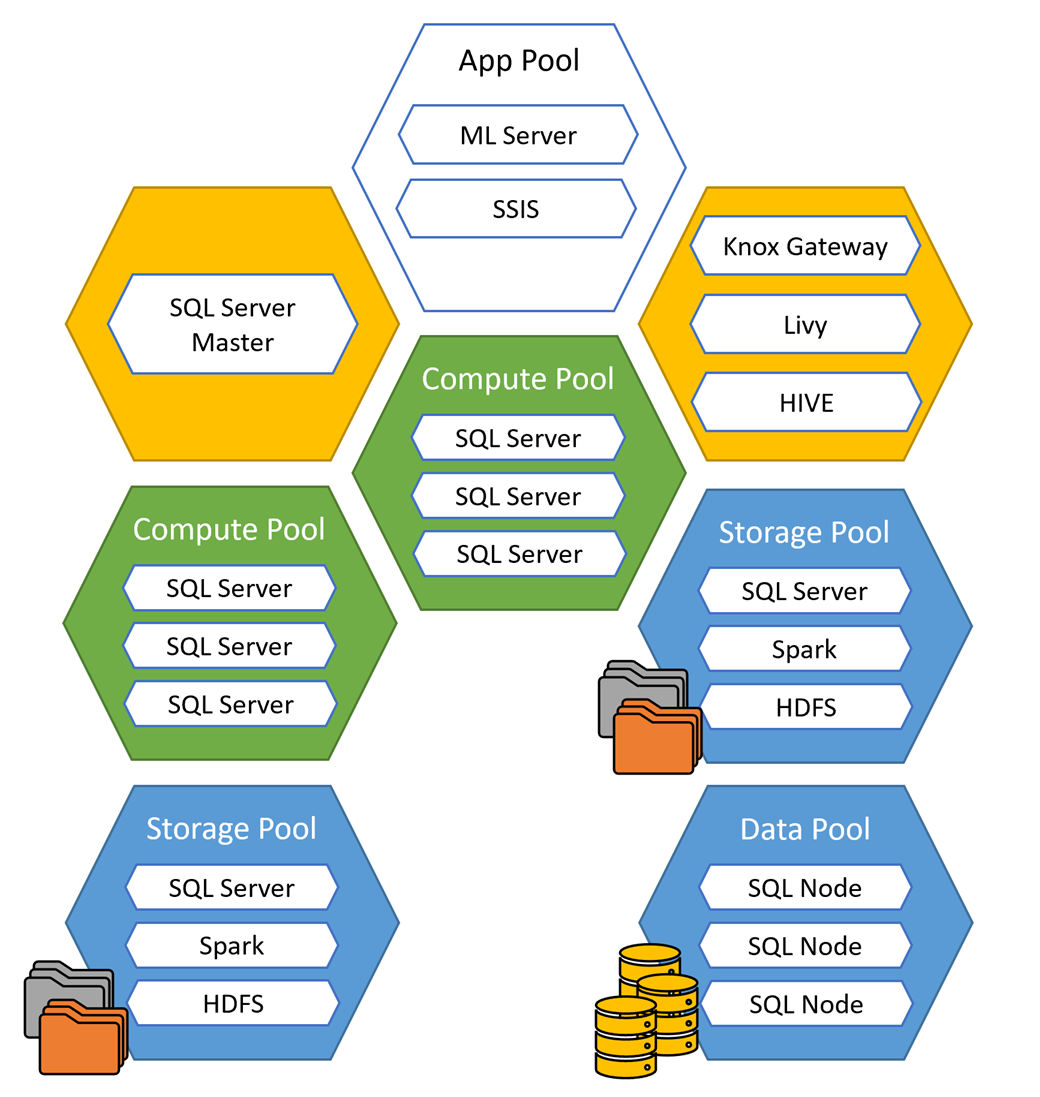 App Pool
ML Server
SSIS
SQL Server
Master
Knox Gateway
Livy
HIVE
Compute Pool
SQL Server
SQL Server
SQL Server
Compute Pool
SQL Server
SQL Server
SQL Server
Storage Pool
SQL Server
Spark
HDFS
Storage Pool
SQL Server
Spark
HDFS
Data Pool
SQL Node
SQL Node
SQL Node